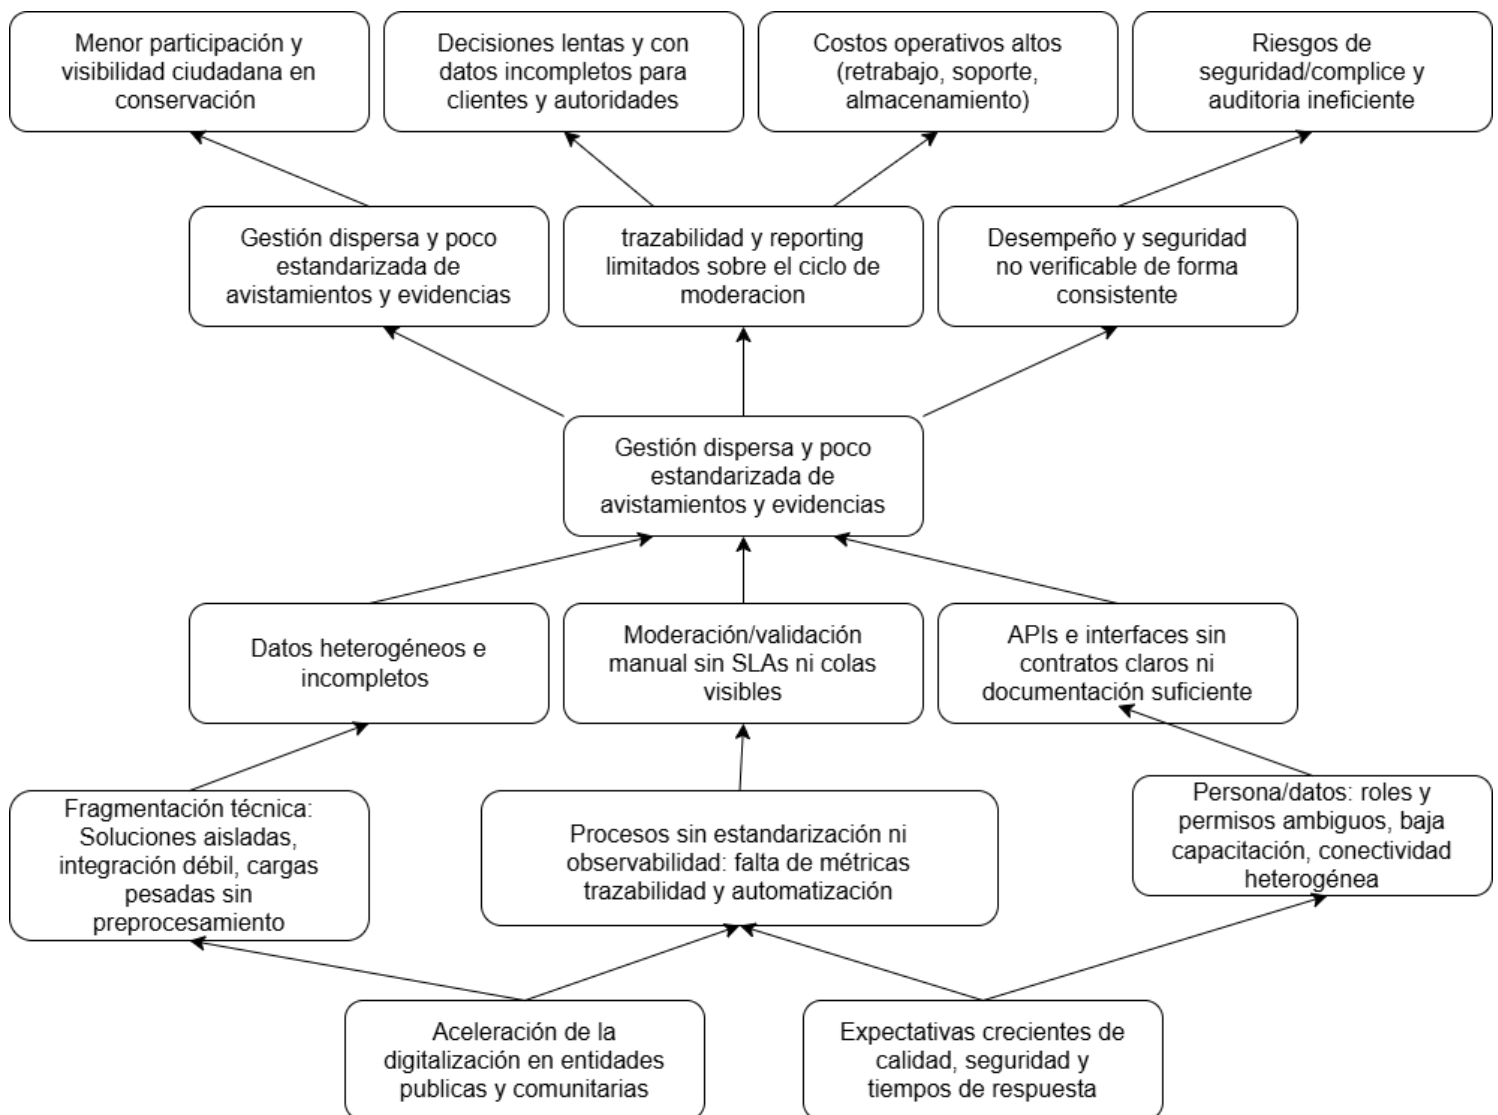 Menor participación y
visibilidad ciudadana en
conservación
Decisiones lentas y con
datos incompletos para
clientes y autoridades
Costos operativos altos
(retrabajo, soporte,
almacenamiento)
Riesgos de
seguridad/complice y
auditoria ineficiente
Gestión dispersa y poco
estandarizada de
avistamientos y evidencias
trazabilidad y reporting
limitados sobre el ciclo de
moderacion
Desempeño y seguridad
no verificable de forma
consistente
Gestión dispersa y poco
estandarizada de
avistamientos y evidencias
Datos heterogéneos e
incompletos
Moderación/validación
manual sin SLAs ni colas
visibles
APIs e interfaces sin
contratos claros ni
documentación suficiente
Fragmentación técnica:
Soluciones aisladas,
integración débil, cargas
pesadas sin
preprocesamiento
Procesos sin estandarización ni
observabilidad: falta de métricas
trazabilidad y automatización
Persona/datos: roles y
permisos ambiguos, baja
capacitación, conectividad
heterogénea
Aceleración de la
digitalización en entidades
publicas y comunitarias
Expectativas crecientes de
calidad, seguridad y
tiempos de respuesta